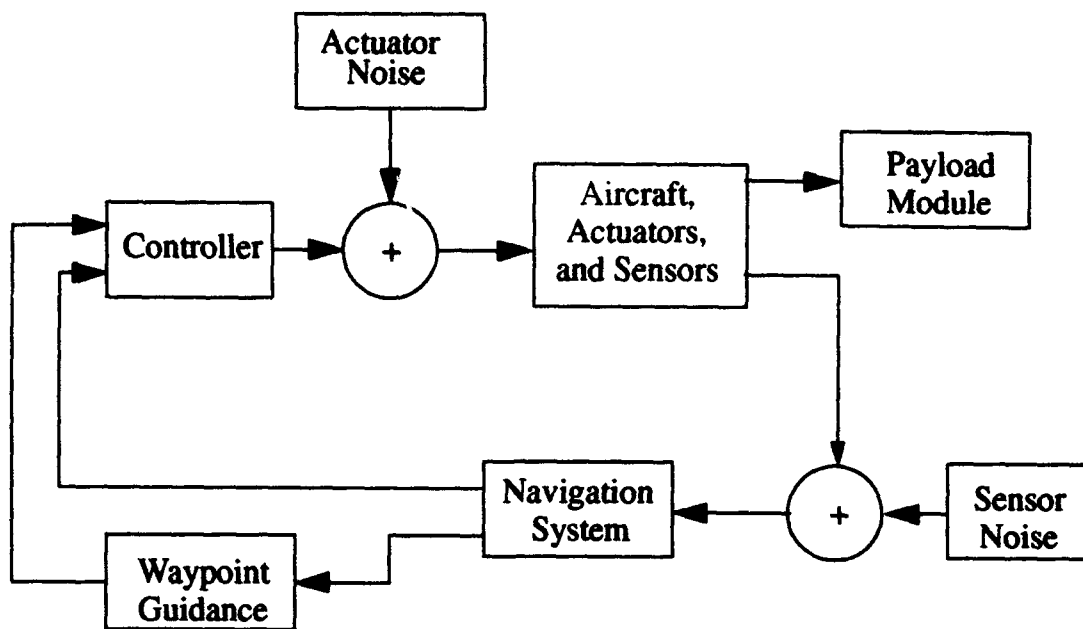 Actuator
Noise
Payload
Module
Aircraft,
Actuators,
and Sensors
Controller
+
Navigation
System
+
Sensor
Noise
Waypoint
Guidance